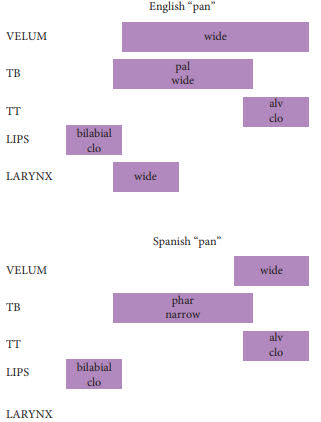 English “pan”
VELUM wide
TB pal
wide
TT alv
clo
LIPS bilabial
clo
LARYNX wide
Spanish “pan”
VELUM wide
TB phar
narrow
TT alv
clo
LIPS bilabial
clo
LARYNX